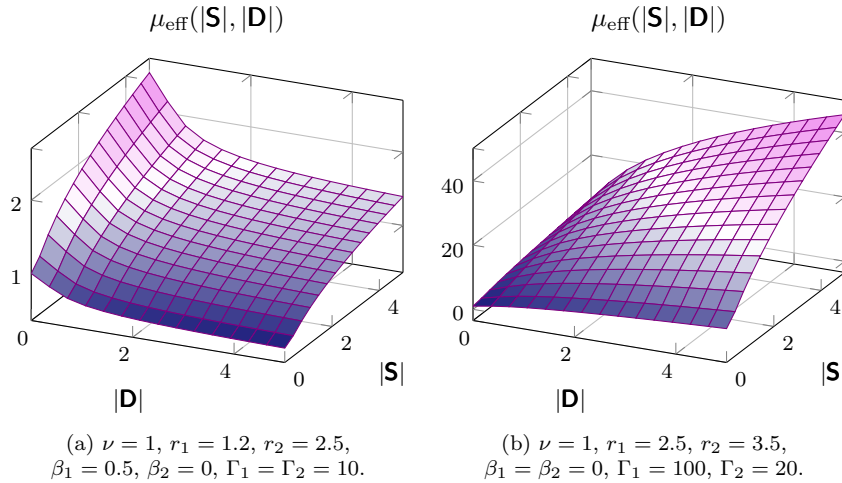 μ_eff(|S|, |D|)
2
1
0
2
4
|D|
0
2
4
|S|
(a) ν = 1, r₁ = 1.2, r₂ = 2.5,
β₁ = 0.5, β₂ = 0, Γ₁ = Γ₂ = 10.
μ_eff(|S|, |D|)
40
20
0
0
2
4
|D|
0
2
4
|S
(b) ν = 1, r₁ = 2.5, r₂ = 3.5,
β₁ = β₂ = 0, Γ₁ = 100, Γ₂ = 20.